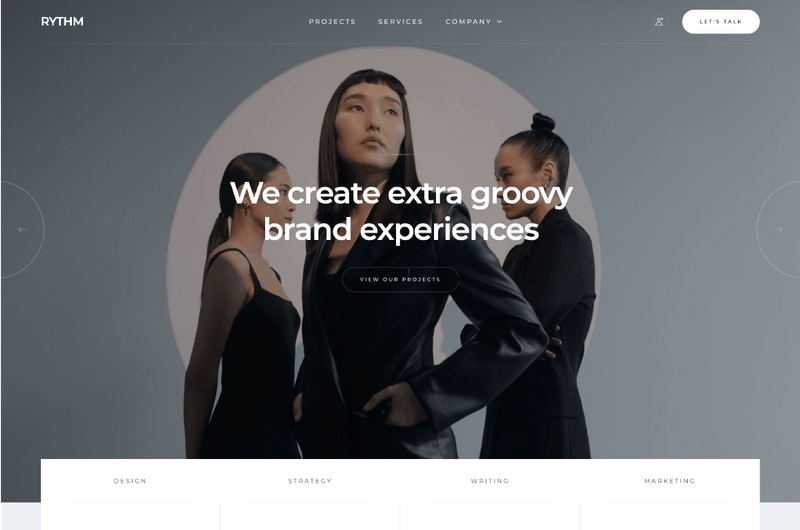 RYTHM
PROJECTS
SERVICES
COMPANY
LET'S TALK
We create extra groovy
brand experiences
VIEW OUR PROJECTS
DESIGN
STRATEGY
WRITING
MARKETING